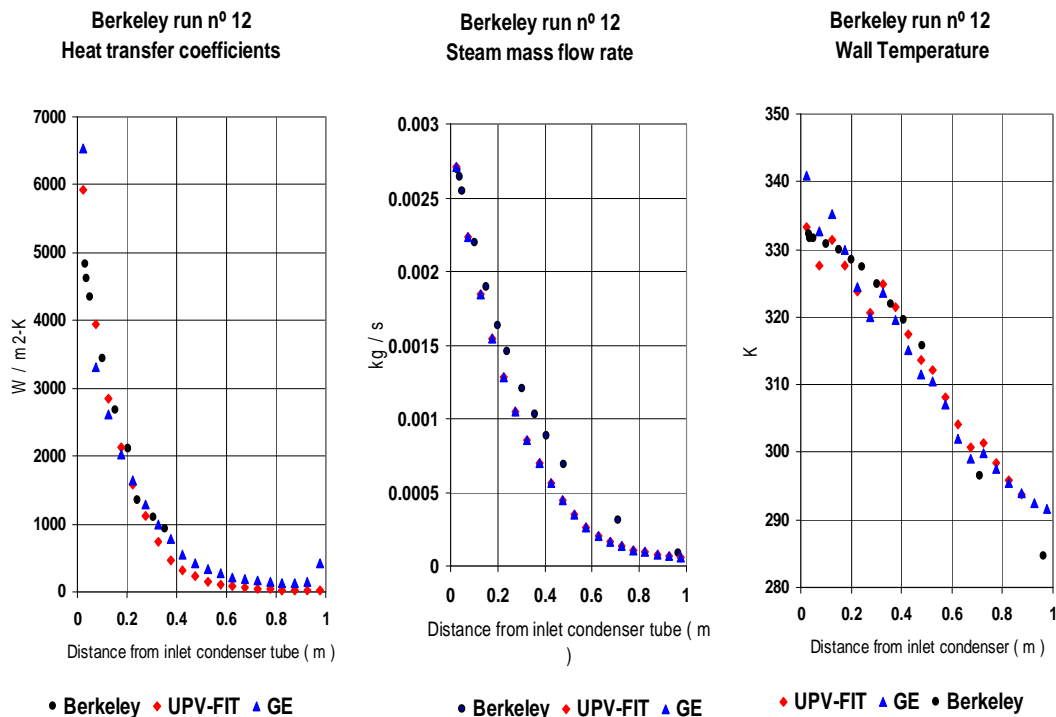 Berkeley run nº 12
Heat transfer coefficients
7000
6000
5000
4000
3000
2000
1000
0
W / m2-K
0 0.2 0.4 0.6 0.8 1
Distance from inlet condenser tube ( m )
Berkeley UPV-FIT GE
Berkeley run nº 12
Steam mass flow rate
0.003
0.0025
0.002
0.0015
0.001
0.0005
0
kg / s
0 0.2 0.4 0.6 0.8 1
Distance from inlet condenser tube ( m
)
Berkeley UPV-FIT GE
Berkeley run nº 12
Wall Temperature
350
340
330
320
310
300
290
280
K
0 0.2 0.4 0.6 0.8 1
Distance from inlet condenser ( m )
UPV-FIT GE Berkeley